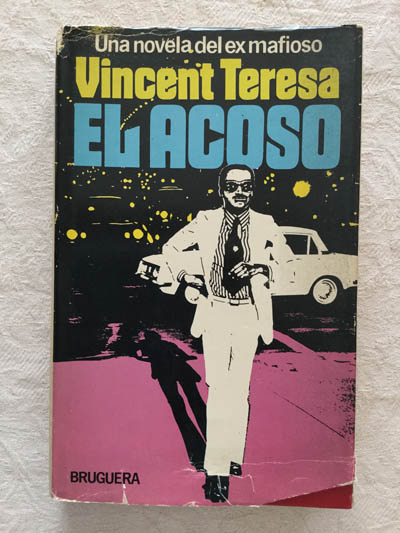 Una novela del ex mafioso
Vincent Teresa
EL ACOSO
BRUGUERA